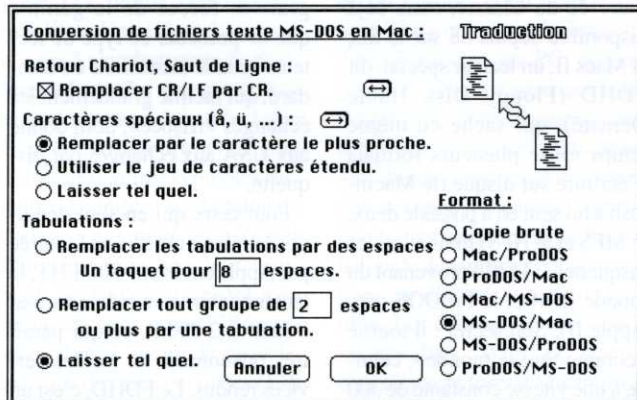 Conversion de fichiers texte MS-DOS en Mac :
Traduction
Retour Chariot, Saut de Ligne :
Remplacer CR/LF par CR.
Caractères spéciaux (å, ü, ...) :
Remplacer par le caractère le plus proche.
Utiliser le jeu de caractères étendu.
Laisser tel quel.
Tabulations :
Remplacer les tabulations par des espaces
Un taquet pour 8 espaces.
Remplacer tout groupe de 2 espaces
ou plus par une tabulation.
Laisser tel quel.
Annuler
OK
Format :
Copie brute
Mac/ProDOS
ProDOS/Mac
Mac/MS-DOS
MS-DOS/Mac
MS-DOS/ProDOS
ProDOS/MS-DOS